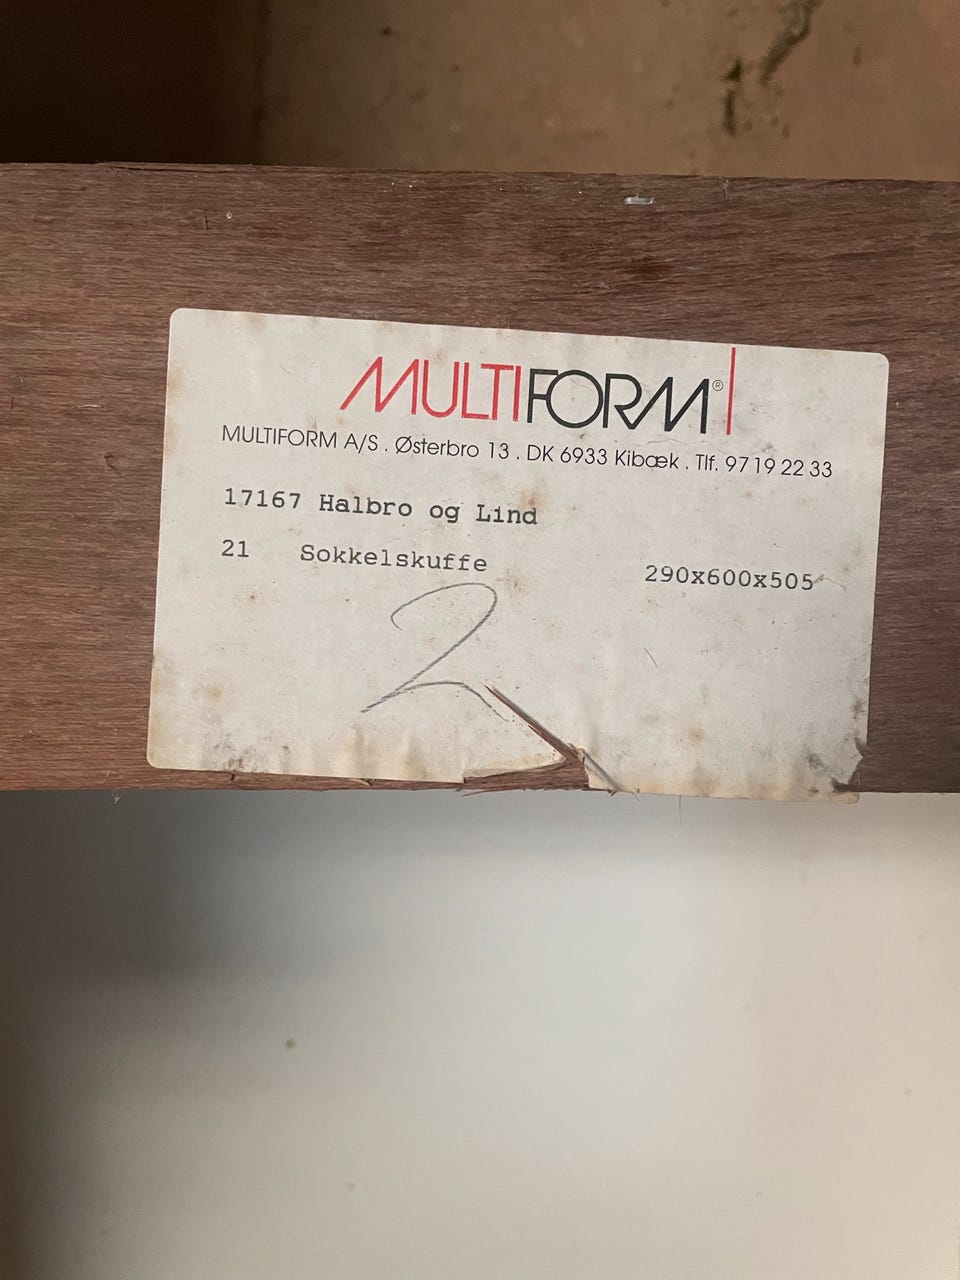 MULTIFORM®
MULTIFORM A/S . Østerbro 13 . DK 6933 Kibæk . Tlf. 97 19 22 33
17167 Halbro og Lind
21 Sokkelskuffe 290x600x505
2